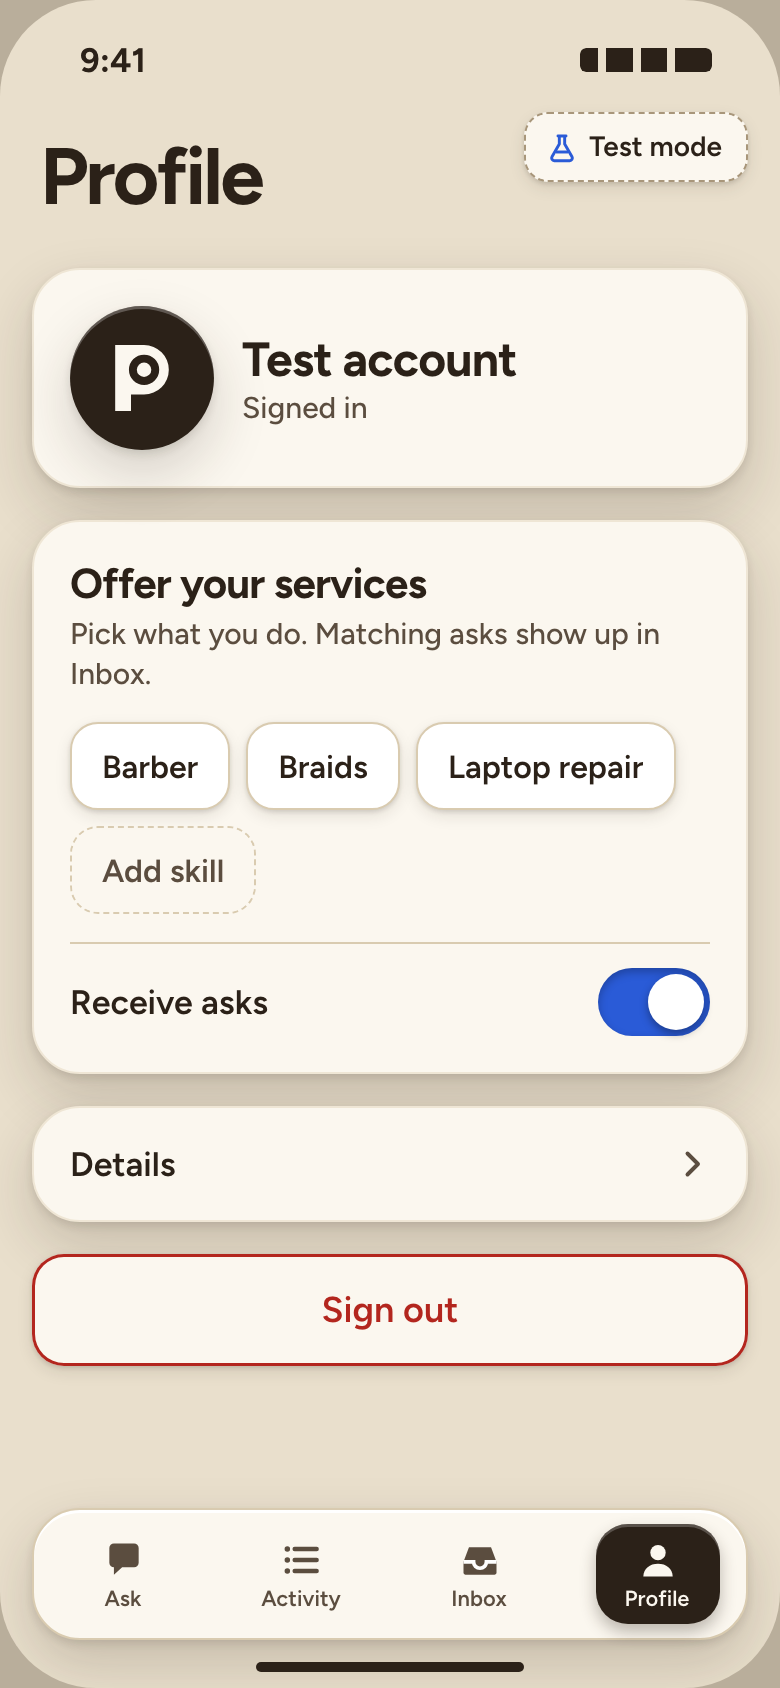 9:41
Test mode
Profile
P
Test account
Signed in
Offer your services
Pick what you do. Matching asks show up in
Inbox.
Barber Braids Laptop repair
Add skill
Receive asks
Details
Sign out
Ask Activity Inbox Profile